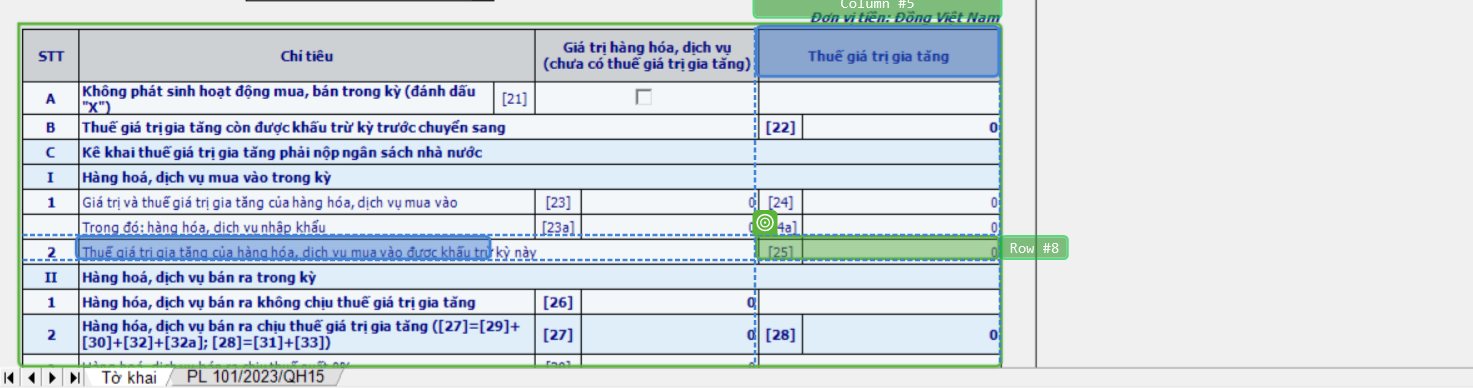 Column #5
Đơn vị tiền: Đồng Việt Nam
STT Chỉ tiêu Giá trị hàng hóa, dịch vụ
(chưa có thuế giá trị gia tăng) Thuế giá trị gia tăng
A Không phát sinh hoạt động mua, bán trong kỳ (đánh dấu
"X") [21]
B Thuế giá trị gia tăng còn được khấu trừ kỳ trước chuyển sang [22] 0
C Kê khai thuế giá trị gia tăng phải nộp ngân sách nhà nước
I Hàng hoá, dịch vụ mua vào trong kỳ
1 Giá trị và thuế giá trị gia tăng của hàng hóa, dịch vụ mua vào [23] 0 [24] 0
Trong đó: hàng hóa, dịch vụ nhập khẩu [23a] 0 4a] 0
2 Thuế giá trị gia tăng của hàng hóa, dịch vụ mua vào được khấu trừ kỳ này [25] 0
Row #8
II Hàng hoá, dịch vụ bán ra trong kỳ
1 Hàng hóa, dịch vụ bán ra không chịu thuế giá trị gia tăng [26] 0
2 Hàng hóa, dịch vụ bán ra chịu thuế giá trị gia tăng ([27]=[29]+
[30]+[32]+[32a]; [28]=[31]+[33]) [27] 0 [28] 0
Tờ khai PL 101/2023/QH15